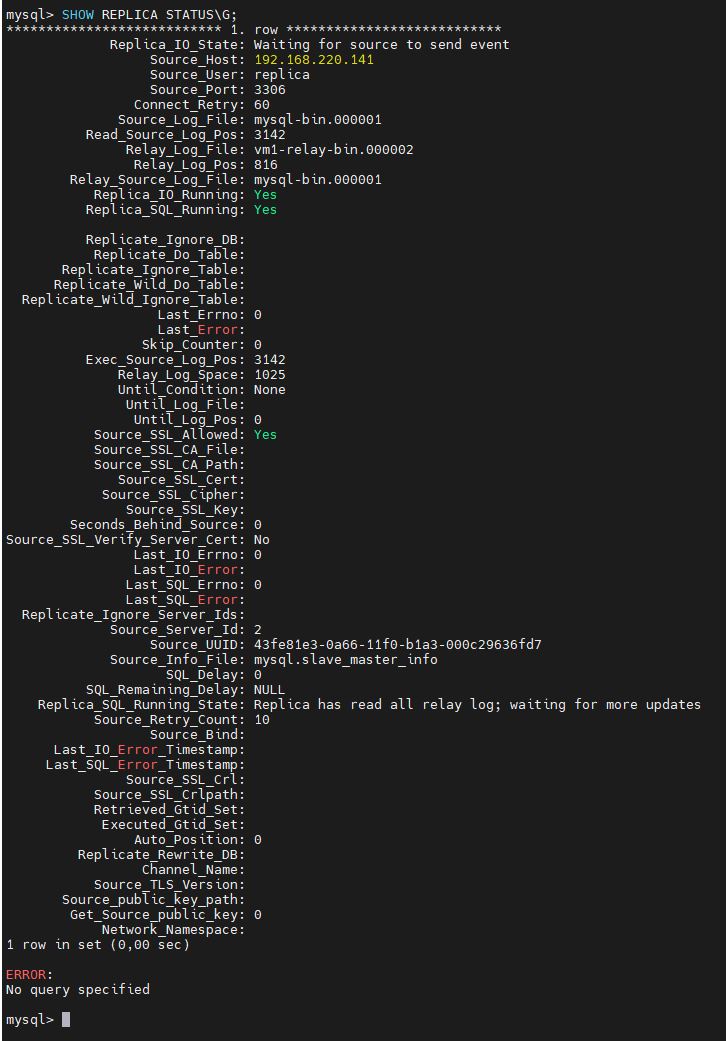 mysql> SHOW REPLICA STATUS\G;
*************************** 1. row ***************************
Replica_IO_State: Waiting for source to send event
Source_Host: 192.168.220.141
Source_User: replica
Source_Port: 3306
Connect_Retry: 60
Source_Log_File: mysql-bin.000001
Read_Source_Log_Pos: 3142
Relay_Log_File: vm1-relay-bin.000002
Relay_Log_Pos: 816
Relay_Source_Log_File: mysql-bin.000001
Replica_IO_Running: Yes
Replica_SQL_Running: Yes
Replicate_Ignore_DB:
Replicate_Do_Table:
Replicate_Ignore_Table:
Replicate_Wild_Do_Table:
Replicate_Wild_Ignore_Table:
Last_Errno: 0
Last_Error:
Skip_Counter: 0
Exec_Source_Log_Pos: 3142
Relay_Log_Space: 1025
Until_Condition: None
Until_Log_File:
Until_Log_Pos: 0
Source_SSL_Allowed: Yes
Source_SSL_CA_File:
Source_SSL_CA_Path:
Source_SSL_Cert:
Source_SSL_Cipher:
Source_SSL_Key:
Seconds_Behind_Source: 0
Source_SSL_Verify_Server_Cert: No
Last_IO_Errno: 0
Last_IO_Error:
Last_SQL_Errno: 0
Last_SQL_Error:
Replicate_Ignore_Server_Ids:
Source_Server_Id: 2
Source_UUID: 43fe81e3-0a66-11f0-b1a3-000c29636fd7
Source_Info_File: mysql.slave_master_info
SQL_Delay: 0
SQL_Remaining_Delay: NULL
Replica_SQL_Running_State: Replica has read all relay log; waiting for more updates
Source_Retry_Count: 10
Source_Bind:
Last_IO_Error_Timestamp:
Last_SQL_Error_Timestamp:
Source_SSL_Crl:
Source_SSL_Crlpath:
Retrieved_Gtid_Set:
Executed_Gtid_Set:
Auto_Position: 0
Replicate_Rewrite_DB:
Channel_Name:
Source_TLS_Version:
Source_public_key_path:
Get_Source_public_key: 0
Network_Namespace:
1 row in set (0,00 sec)
ERROR:
No query specified
mysql>